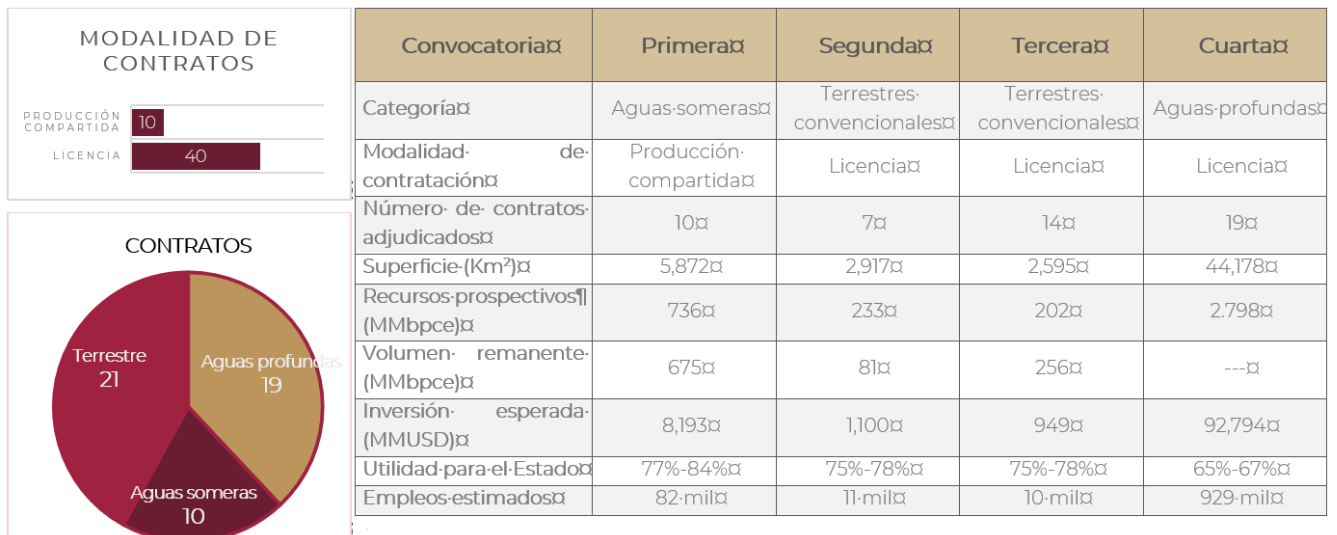 MODALIDAD DE
CONTRATOS
PRODUCCIÓN
COMPARTIDA
10
LICENCIA
40
CONTRATOS
Terrestre
21
Aguas profundas
19
Aguas someras
10
Convocatoria¤ Primera¤ Segunda¤ Tercera¤ Cuarta¤
Categoría¤ Aguas·someras¤ Terrestres· convencionales¤ Terrestres· convencionales¤ Aguas·profundas¤
Modalidad· de· contratación¤ Producción· compartida¤ Licencia¤ Licencia¤ Licencia¤
Número· de· contratos· adjudicados¤ 10¤ 7¤ 14¤ 19¤
Superficie·(Km²)¤ 5,872¤ 2,917¤ 2,595¤ 44,178¤
Recursos·prospectivos¶ (MMbpce)¤ 736¤ 233¤ 202¤ 2.798¤
Volumen· remanente· (MMbpce)¤ 675¤ 81¤ 256¤ ---¤
Inversión· esperada· (MMUSD)¤ 8,193¤ 1,100¤ 949¤ 92,794¤
Utilidad·para·el·Estado¤ 77%-84%¤ 75%-78%¤ 75%-78%¤ 65%-67%¤
Empleos·estimados¤ 82·mil¤ 11·mil¤ 10·mil¤ 929·mil¤